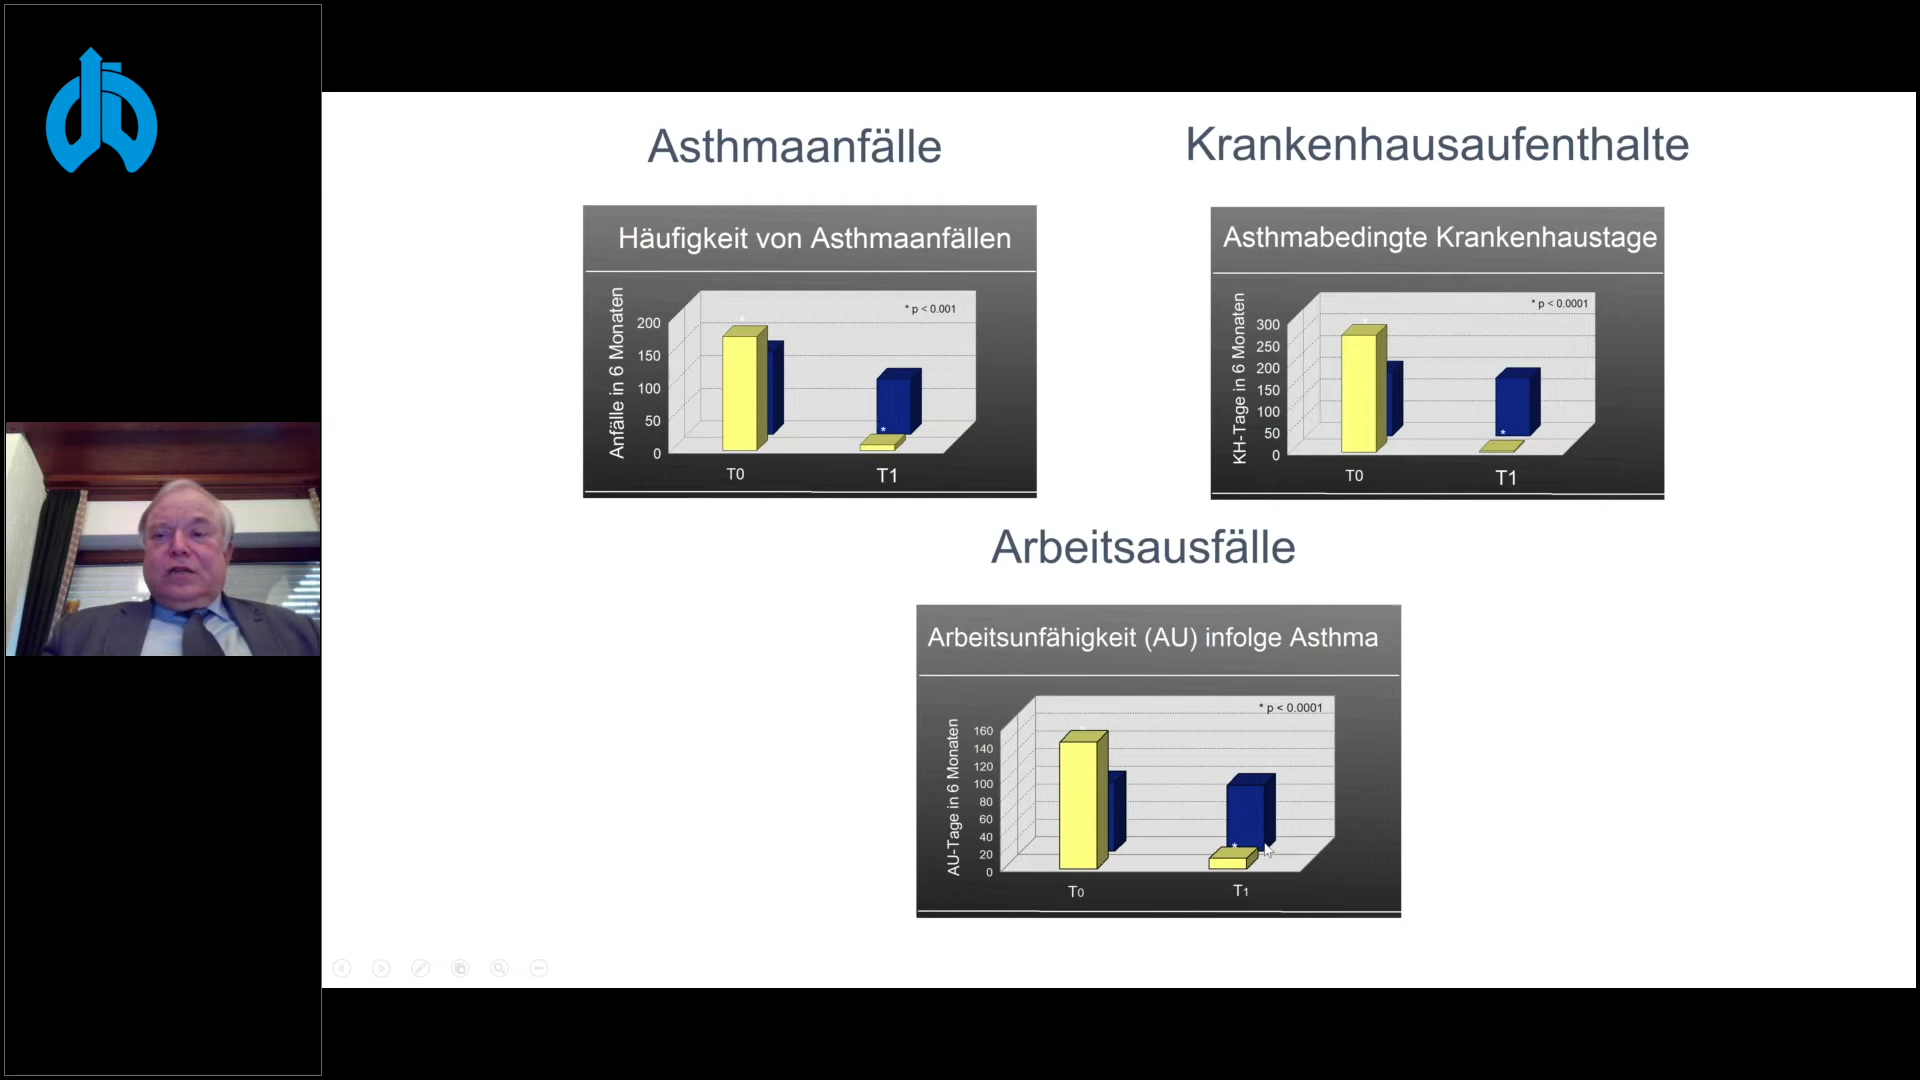 Asthmaanfälle
Häufigkeit von Asthmaanfällen
* p < 0.001
Anfälle in 6 Monaten
200
150
100
50
0
*
*
T0
T1
Krankenhausaufenthalte
Asthmabedingte Krankenhaustage
* p < 0.0001
KH-Tage in 6 Monaten
300
250
200
150
100
50
0
*
*
T0
T1
Arbeitsausfälle
Arbeitsunfähigkeit (AU) infolge Asthma
* p < 0.0001
AU-Tage in 6 Monaten
160
140
120
100
80
60
40
20
0
*
*
T0
T1